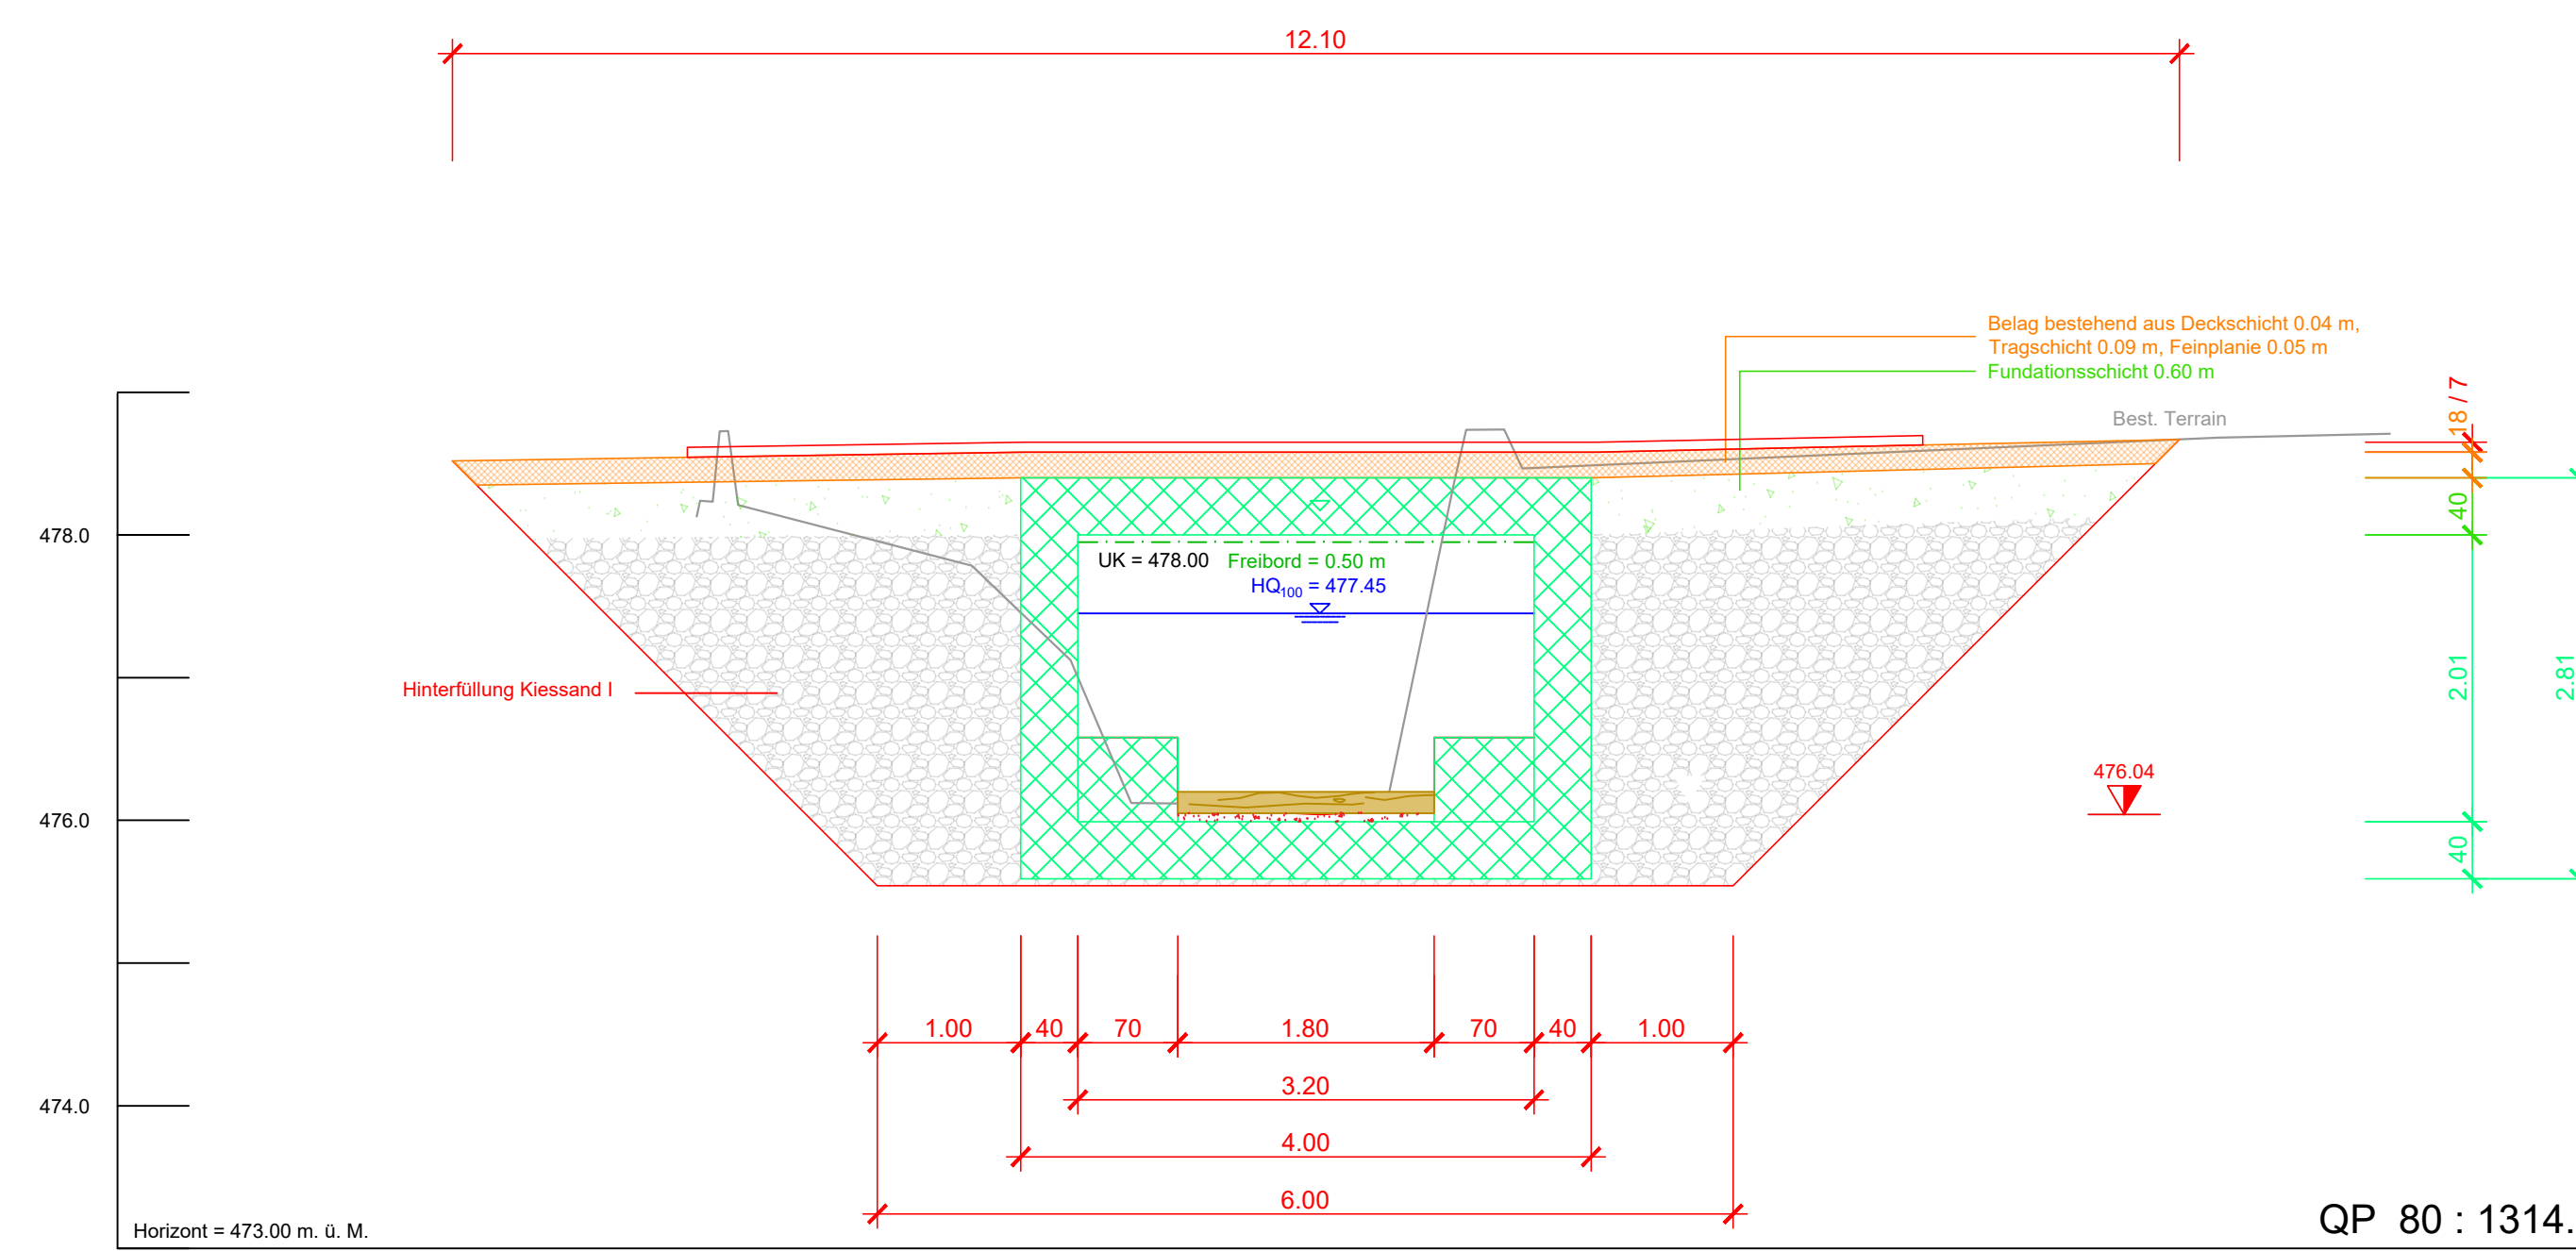 12.10
Belag bestehend aus Deckschicht 0.04 m,
Tragschicht 0.09 m, Feinplanie 0.05 m
Fundationsschicht 0.60 m
Best. Terrain
18 / 7
478.0
40
UK = 478.00
Freibord = 0.50 m
HQ100 = 477.45
Hinterfüllung Kiessand I
2.01
2.81
476.04
476.0
40
1.00 40 70 1.80 70 40 1.00
3.20
474.0
4.00
6.00
Horizont = 473.00 m. ü. M.
QP 80 : 1314.